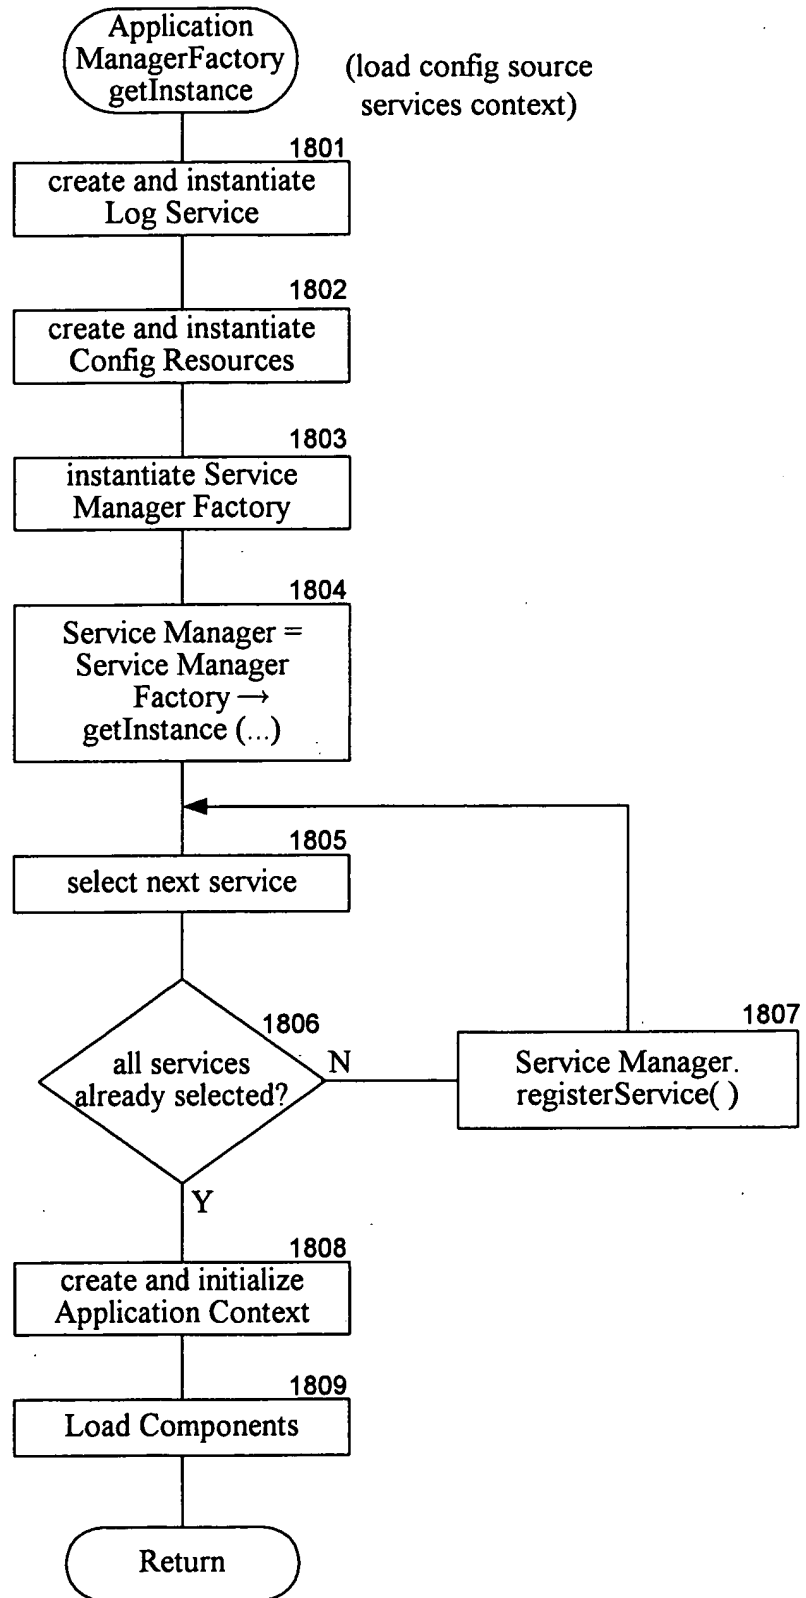 Application
ManagerFactory
getInstance
(load config source
services context)
1801
create and instantiate
Log Service
1802
create and instantiate
Config Resources
1803
instantiate Service
Manager Factory
1804
Service Manager =
Service Manager
Factory →
getInstance (...)
1805
select next service
1806
all services
already selected?
N
1807
Service Manager.
registerService( )
Y
1808
create and initialize
Application Context
1809
Load Components
Return